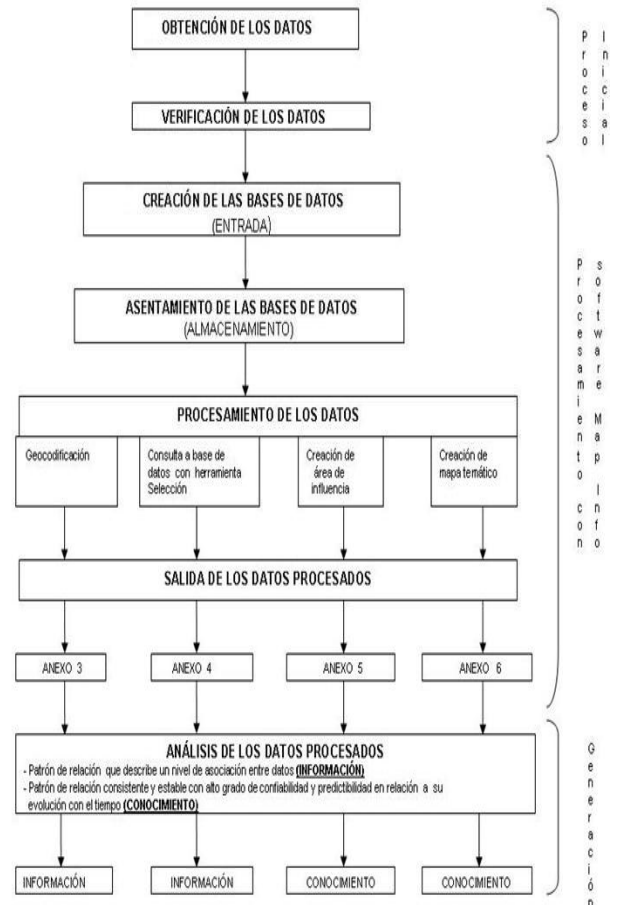 OBTENCIÓN DE LOS DATOS
VERIFICACIÓN DE LOS DATOS
Proceso
Inicial
CREACIÓN DE LAS BASES DE DATOS
(ENTRADA)
ASENTAMIENTO DE LAS BASES DE DATOS
(ALMACENAMIENTO)
PROCESAMIENTO DE LOS DATOS
Geocodificación
Consulta a base de
datos con herramienta
Selección
Creación de
área de
influencia
Creación de
mapa temático
SALIDA DE LOS DATOS PROCESADOS
ANEXO 3
ANEXO 4
ANEXO 5
ANEXO 6
Procesamiento con
software Map Info
ANÁLISIS DE LOS DATOS PROCESADOS
- Patrón de relación que describe un nivel de asociación entre datos (INFORMACIÓN)
- Patrón de relación consistente y estable con alto grado de confiabilidad y predictibilidad en relación a su
evolución con el tiempo (CONOCIMIENTO)
INFORMACIÓN
INFORMACIÓN
CONOCIMIENTO
CONOCIMIENTO
Generación